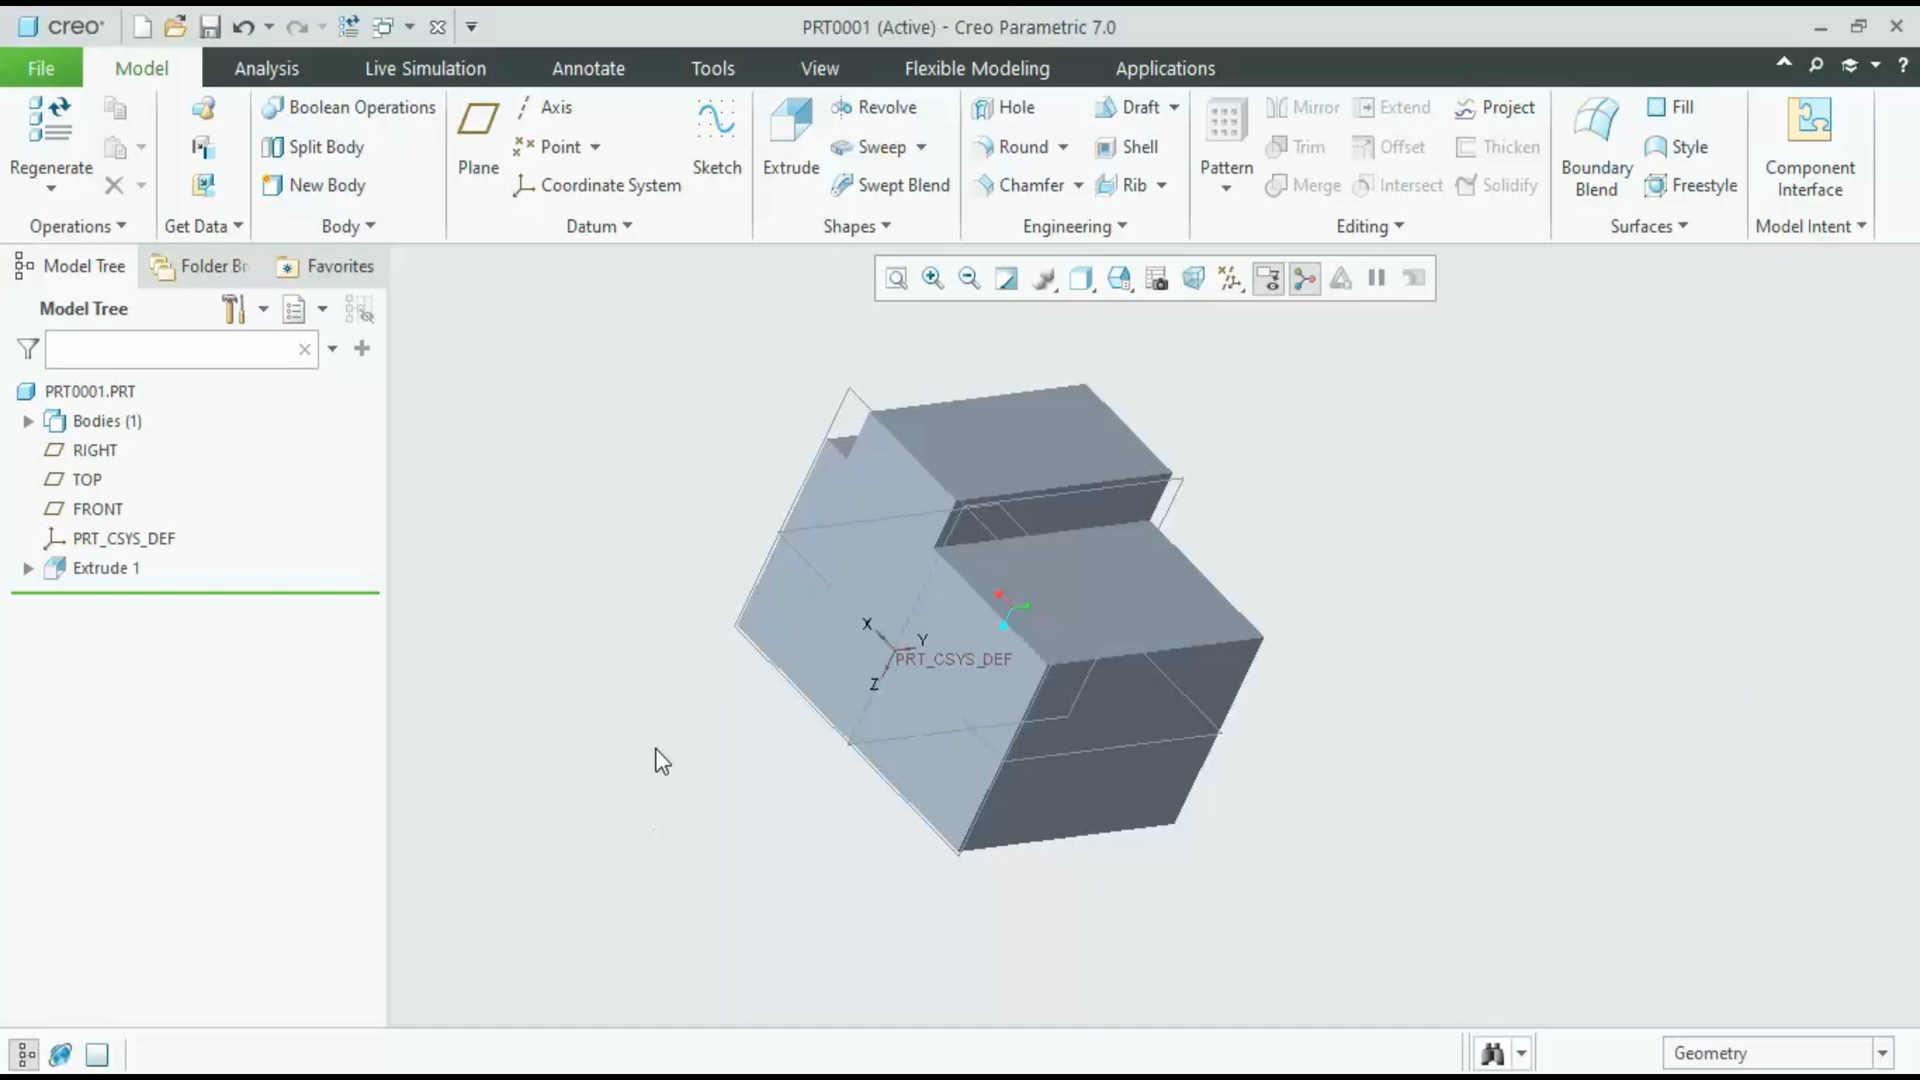 creo
PRT0001 (Active) - Creo Parametric 7.0
File Model Analysis Live Simulation Annotate Tools View Flexible Modeling Applications
Regenerate
Operations
Get Data
Boolean Operations
Split Body
New Body
Body
Plane
Axis
Point
Coordinate System
Sketch
Datum
Extrude
Revolve
Sweep
Swept Blend
Shapes
Hole
Round
Chamfer
Draft
Shell
Rib
Engineering
Pattern
Mirror
Trim
Merge
Extend
Offset
Intersect
Project
Thicken
Solidify
Editing
Boundary
Blend
Fill
Style
Freestyle
Surfaces
Component
Interface
Model Intent
Model Tree Folder Br Favorites
Model Tree
PRT0001.PRT
Bodies (1)
RIGHT
TOP
FRONT
PRT_CSYS_DEF
Extrude 1
X
Y
PRT_CSYS_DEF
Z
Geometry